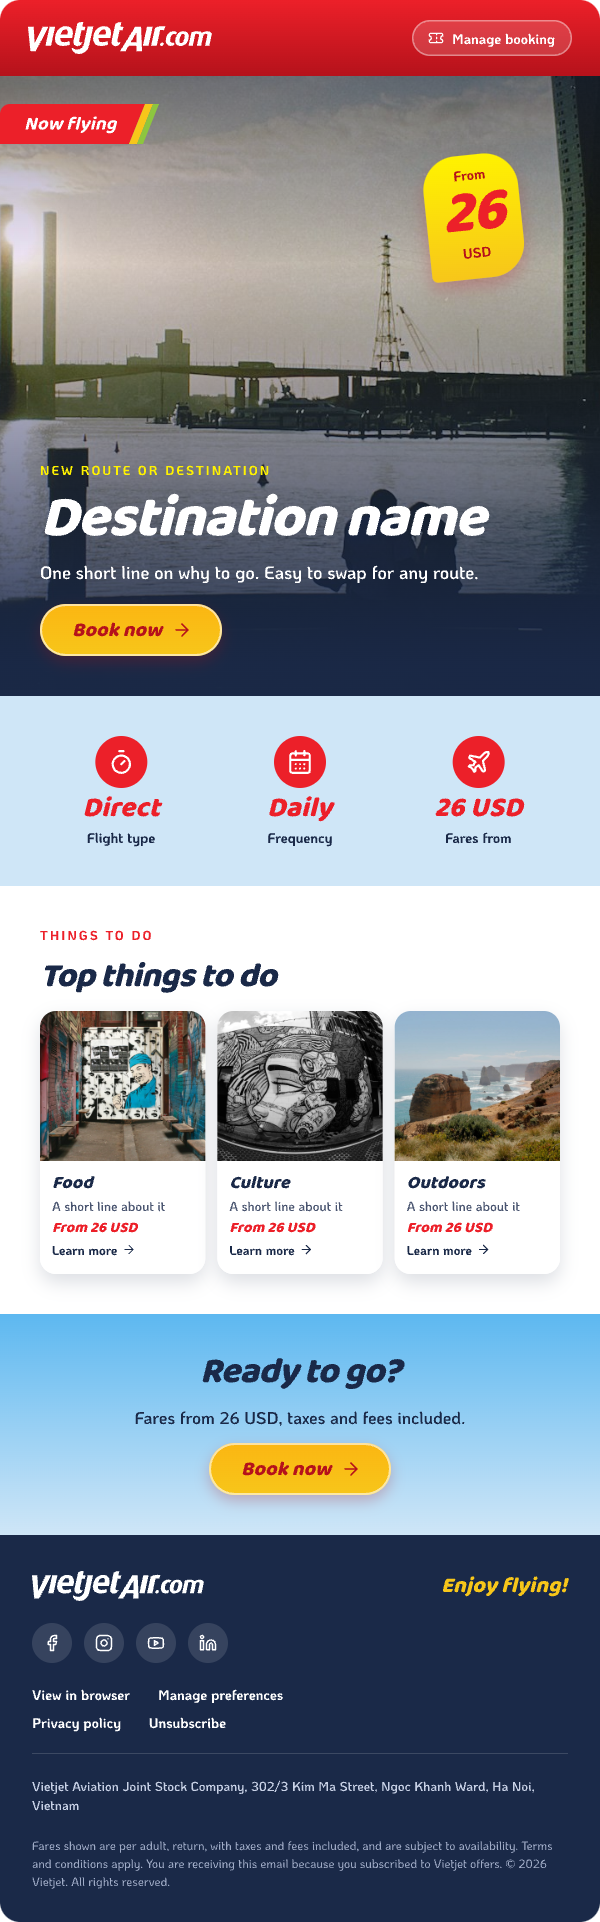 vietjetAir.com
Manage booking
Now flying
From
26
USD
NEW ROUTE OR DESTINATION
Destination name
One short line on why to go. Easy to swap for any route.
Book now
Direct
Daily
26 USD
Flight type
Frequency
Fares from
THINGS TO DO
Top things to do
Food
A short line about it
From 26 USD
Learn more
Culture
A short line about it
From 26 USD
Learn more
Outdoors
A short line about it
From 26 USD
Learn more
Ready to go?
Fares from 26 USD, taxes and fees included.
Book now
vietjetAir.com
Enjoy flying!
View in browser
Manage preferences
Privacy policy
Unsubscribe
Vietjet Aviation Joint Stock Company, 302/3 Kim Ma Street, Ngoc Khanh Ward, Ha Noi,
Vietnam
Fares shown are per adult, return, with taxes and fees included, and are subject to availability. Terms
and conditions apply. You are receiving this email because you subscribed to Vietjet offers. © 2026
Vietjet. All rights reserved.